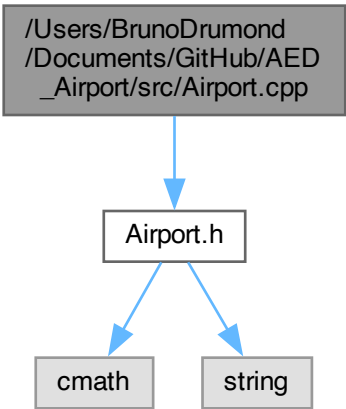 /Users/BrunoDrumond
/Documents/GitHub/AED
_Airport/src/Airport.cpp
Airport.h
cmath
string